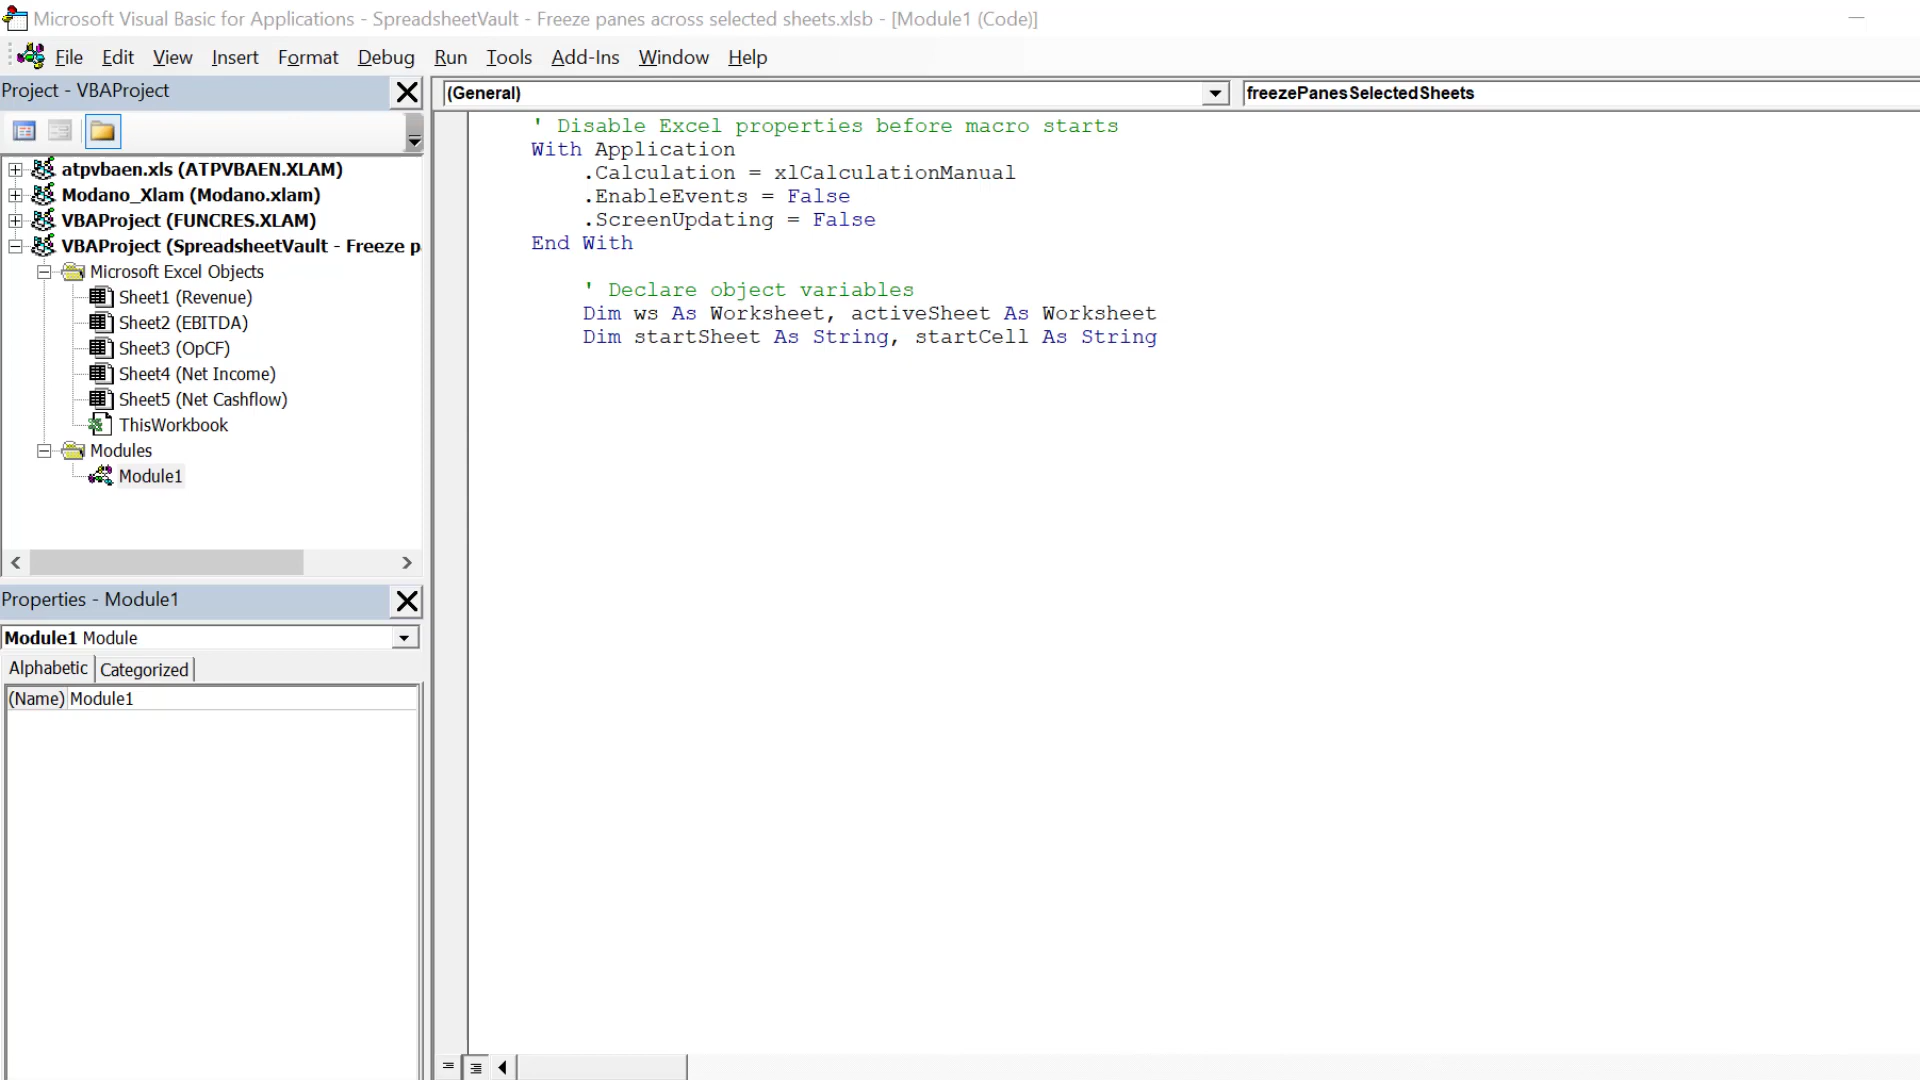 Microsoft Visual Basic for Applications - SpreadsheetVault - Freeze panes across selected sheets.xlsb - [Module1 (Code)]
File Edit View Insert Format Debug Run Tools Add-Ins Window Help
Project - VBAProject
(General)
freezePanesSelectedSheets
atpvbaen.xls (ATPVBAEN.XLAM)
Modano_Xlam (Modano.xlam)
VBAProject (FUNCRES.XLAM)
VBAProject (SpreadsheetVault - Freeze p
Microsoft Excel Objects
Sheet1 (Revenue)
Sheet2 (EBITDA)
Sheet3 (OpCF)
Sheet4 (Net Income)
Sheet5 (Net Cashflow)
ThisWorkbook
Modules
Module1
Properties - Module1
Module1 Module
Alphabetic Categorized
(Name) Module1
' Disable Excel properties before macro starts
With Application
.Calculation = xlCalculationManual
.EnableEvents = False
.ScreenUpdating = False
End With
' Declare object variables
Dim ws As Worksheet, activeSheet As Worksheet
Dim startSheet As String, startCell As String